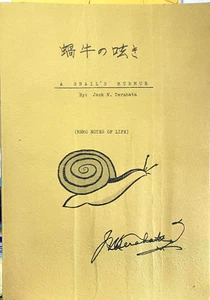 蝸牛の呟き
A SNAIL'S MURMUR
By: Jack N. Terahata
(MEMO NOTES OF LIFE)